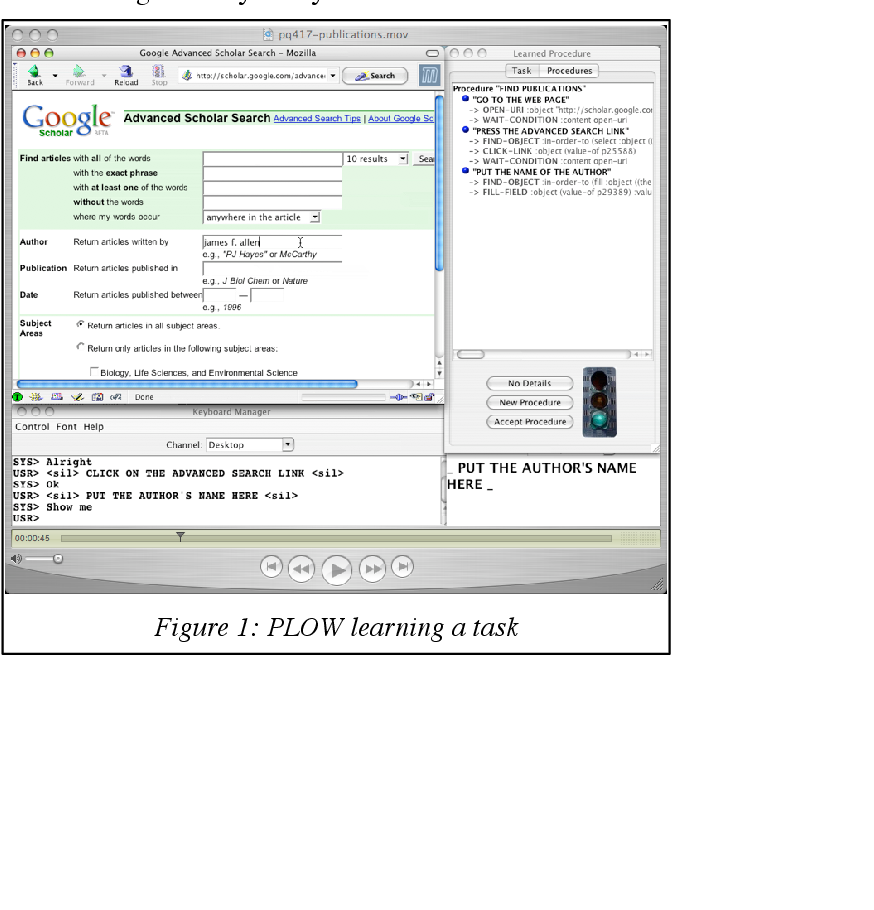 pq417-publications.mov
Google Advanced Scholar Search - Mozilla
Back Forward Reload Stop http://scholar.google.com/advance Search
Google
Scholar BETA
Advanced Scholar Search Advanced Search Tips | About Google Sc
Find articles with all of the words 10 results Sear
with the exact phrase
with at least one of the words
without the words
where my words occur anywhere in the article
Author Return articles written by james f. allen
e.g., "PJ Hayes" or McCarthy
Publication Return articles published in
e.g., J Biol Chem or Nature
Date Return articles published between —
e.g., 1996
Subject Areas
Return articles in all subject areas.
Return only articles in the following subject areas:
Biology, Life Sciences, and Environmental Science
Done
Learned Procedure
Task Procedures
Procedure "FIND PUBLICATIONS"
"GO TO THE WEB PAGE"
-> OPEN-URI :object "http://scholar.google.cor
-> WAIT-CONDITION :content open-uri
"PRESS THE ADVANCED SEARCH LINK"
-> FIND-OBJECT :in-order-to (select :object (
-> CLICK-LINK :object (value-of p25588)
-> WAIT-CONDITION :content open-uri
"PUT THE NAME OF THE AUTHOR"
-> FIND-OBJECT :in-order-to (fill :object ((the
-> FILL-FIELD :object (value-of p29389) :valu
No Details
New Procedure
Accept Procedure
Keyboard Manager
Control Font Help
Channel: Desktop
SYS> Alright
USR> <sil> CLICK ON THE ADVANCED SEARCH LINK <sil>
SYS> Ok
USR> <sil> PUT THE AUTHOR S NAME HERE <sil>
SYS> Show me
USR>
_ PUT THE AUTHOR'S NAME
HERE _
00:00:45
Figure 1: PLOW learning a task